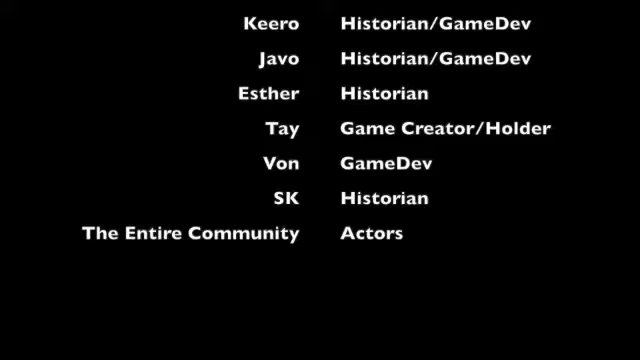 Keero Historian/GameDev
Javo Historian/GameDev
Esther Historian
Tay Game Creator/Holder
Von GameDev
SK Historian
The Entire Community Actors